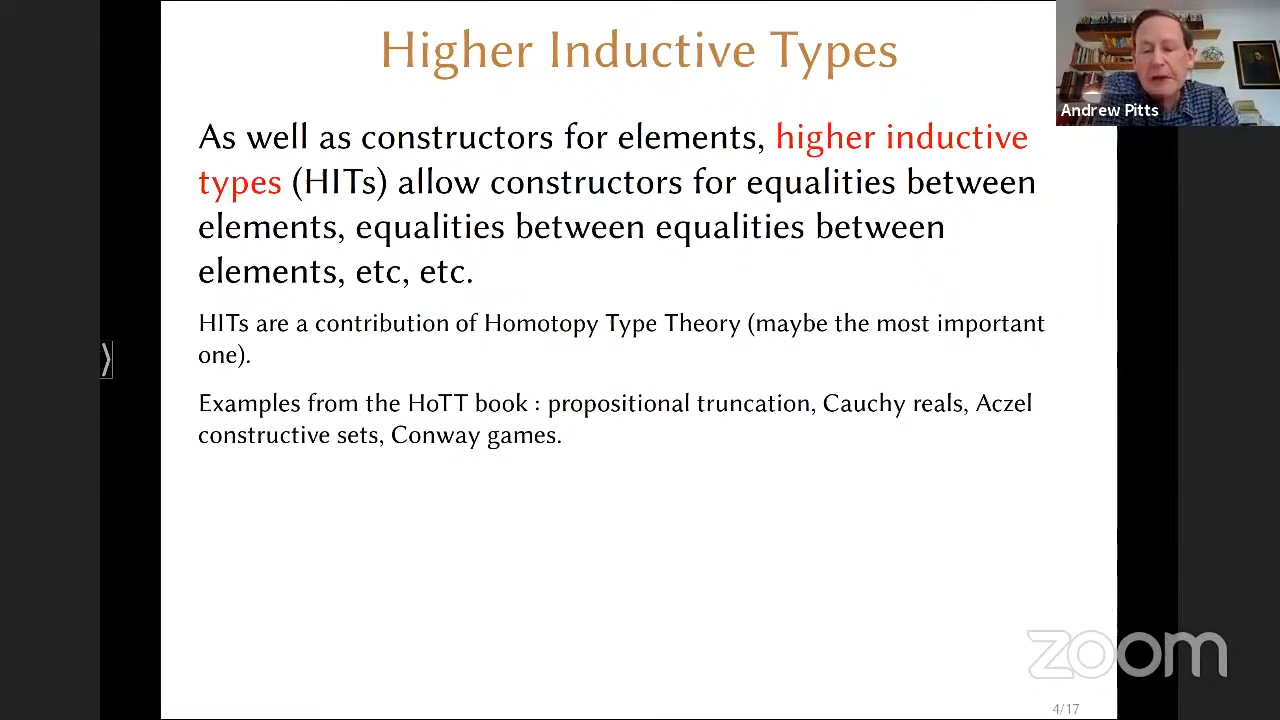 Higher Inductive Types
Andrew Pitts
As well as constructors for elements, higher inductive
types (HITs) allow constructors for equalities between
elements, equalities between equalities between
elements, etc, etc.
HITs are a contribution of Homotopy Type Theory (maybe the most important
one).
Examples from the HoTT book : propositional truncation, Cauchy reals, Aczel
constructive sets, Conway games.
zoom
4/17